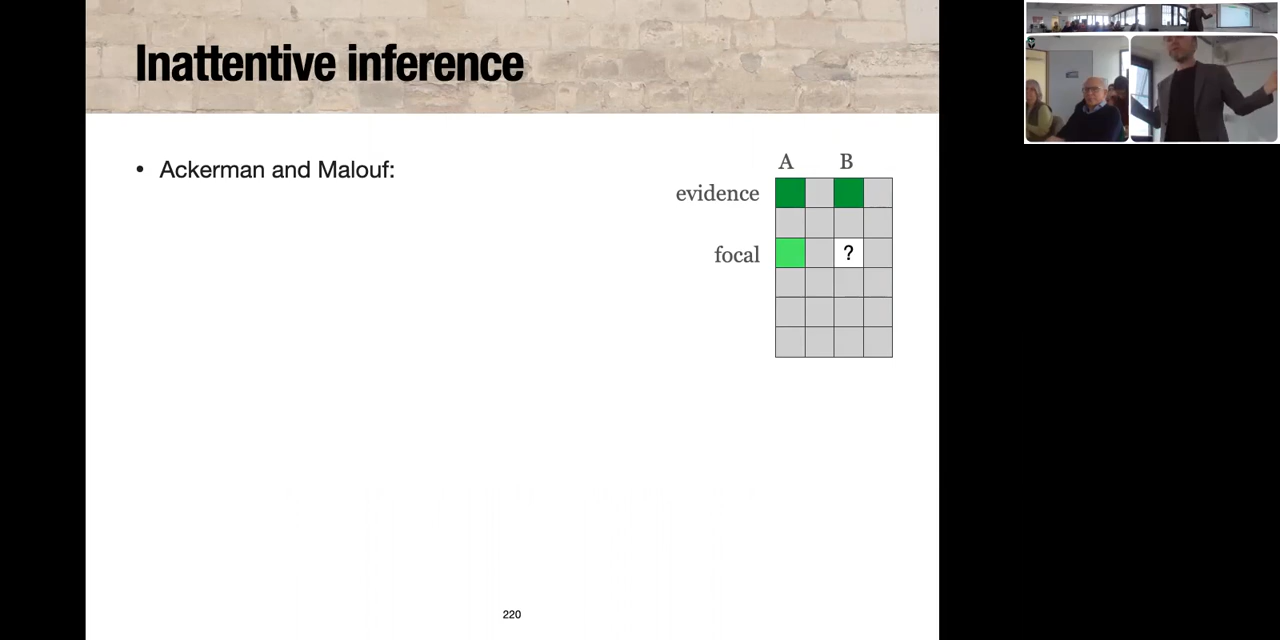 Inattentive inference
• Ackerman and Malouf:
A B
evidence
focal
?
220